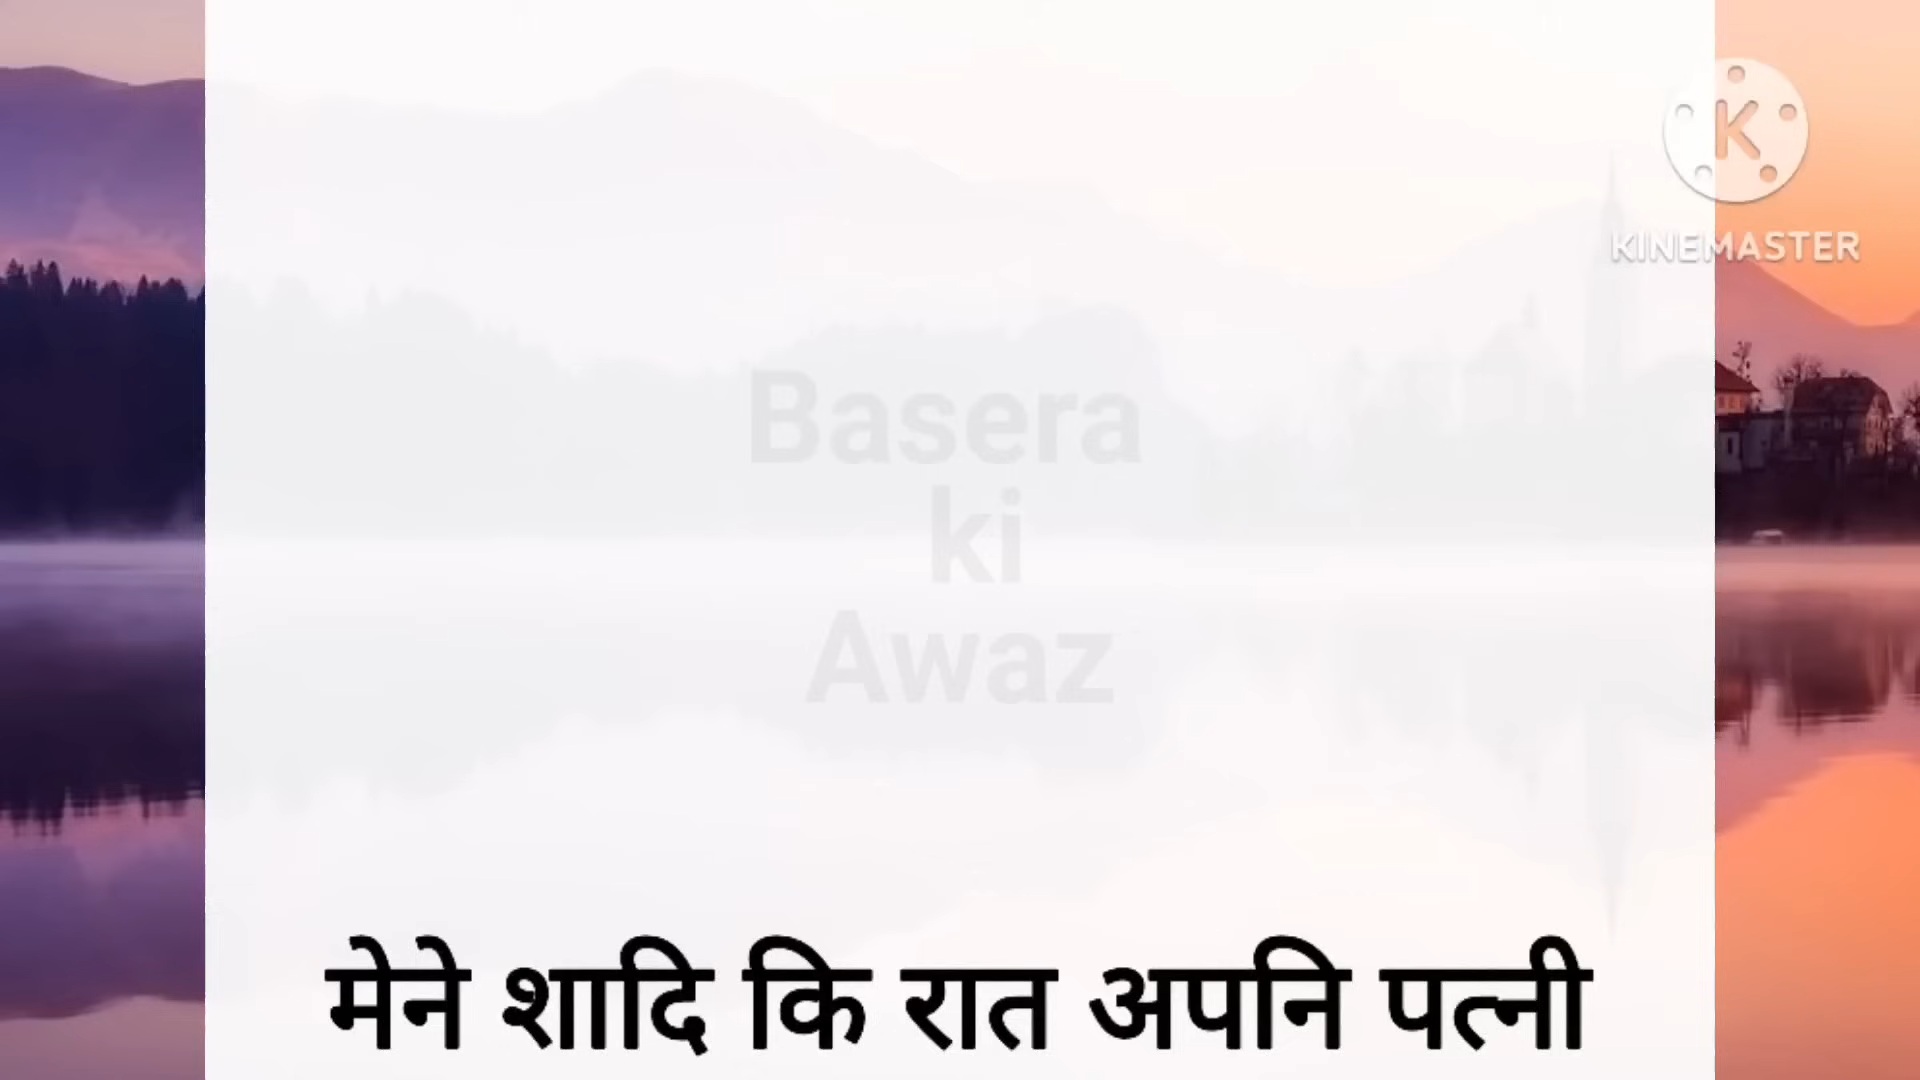 K
KINEMASTER
Basera
ki
Awaz
मेने शादि कि रात अपनि पत्नी